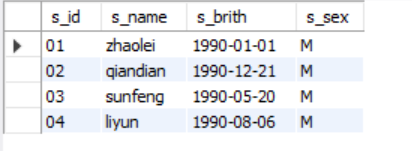 s_id s_name s_brith s_sex
01 zhaolei 1990-01-01 M
02 qiandian 1990-12-21 M
03 sunfeng 1990-05-20 M
04 liyun 1990-08-06 M